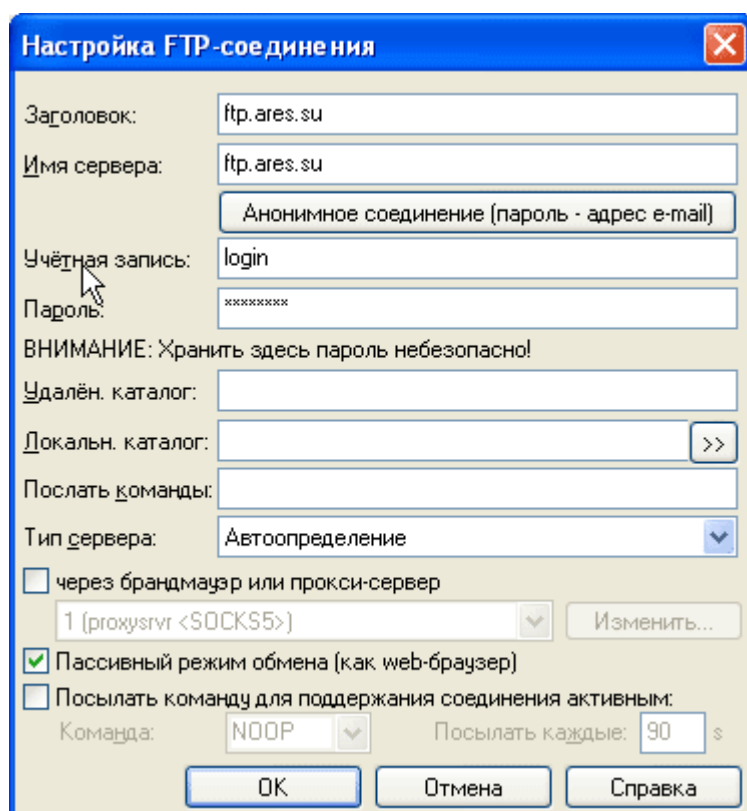 Настройка FTP-соединения
Заголовок: ftp.ares.su
Имя сервера: ftp.ares.su
Анонимное соединение (пароль - адрес e-mail)
Учётная запись: login
Пароль: ********
ВНИМАНИЕ: Хранить здесь пароль небезопасно!
Удалён. каталог:
Локальн. каталог: >>
Послать команды:
Тип сервера: Автоопределение
через брандмауэр или прокси-сервер
1 (proxysrvr <SOCKS5>) Изменить...
Пассивный режим обмена (как web-браузер)
Посылать команду для поддержания соединения активным:
Команда: NOOP Посылать каждые: 90 s
OK Отмена Справка